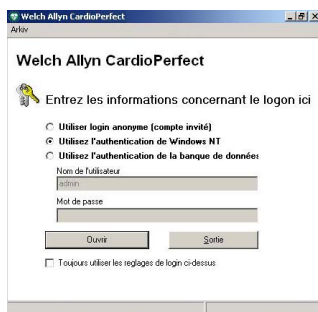 Welch Allyn CardioPerfect
Arkiv
Welch Allyn CardioPerfect
Entrez les informations concernant le logon ici
Utiliser login anonyme (compte invité)
Utilisez l'authentication de Windows NT
Utilisez l'authentication de la banque de données
Nom de l'utilisateur
admin
Mot de passe
Ouvrir
Sortie
Toujours utiliser les reglages de login ci-dessus